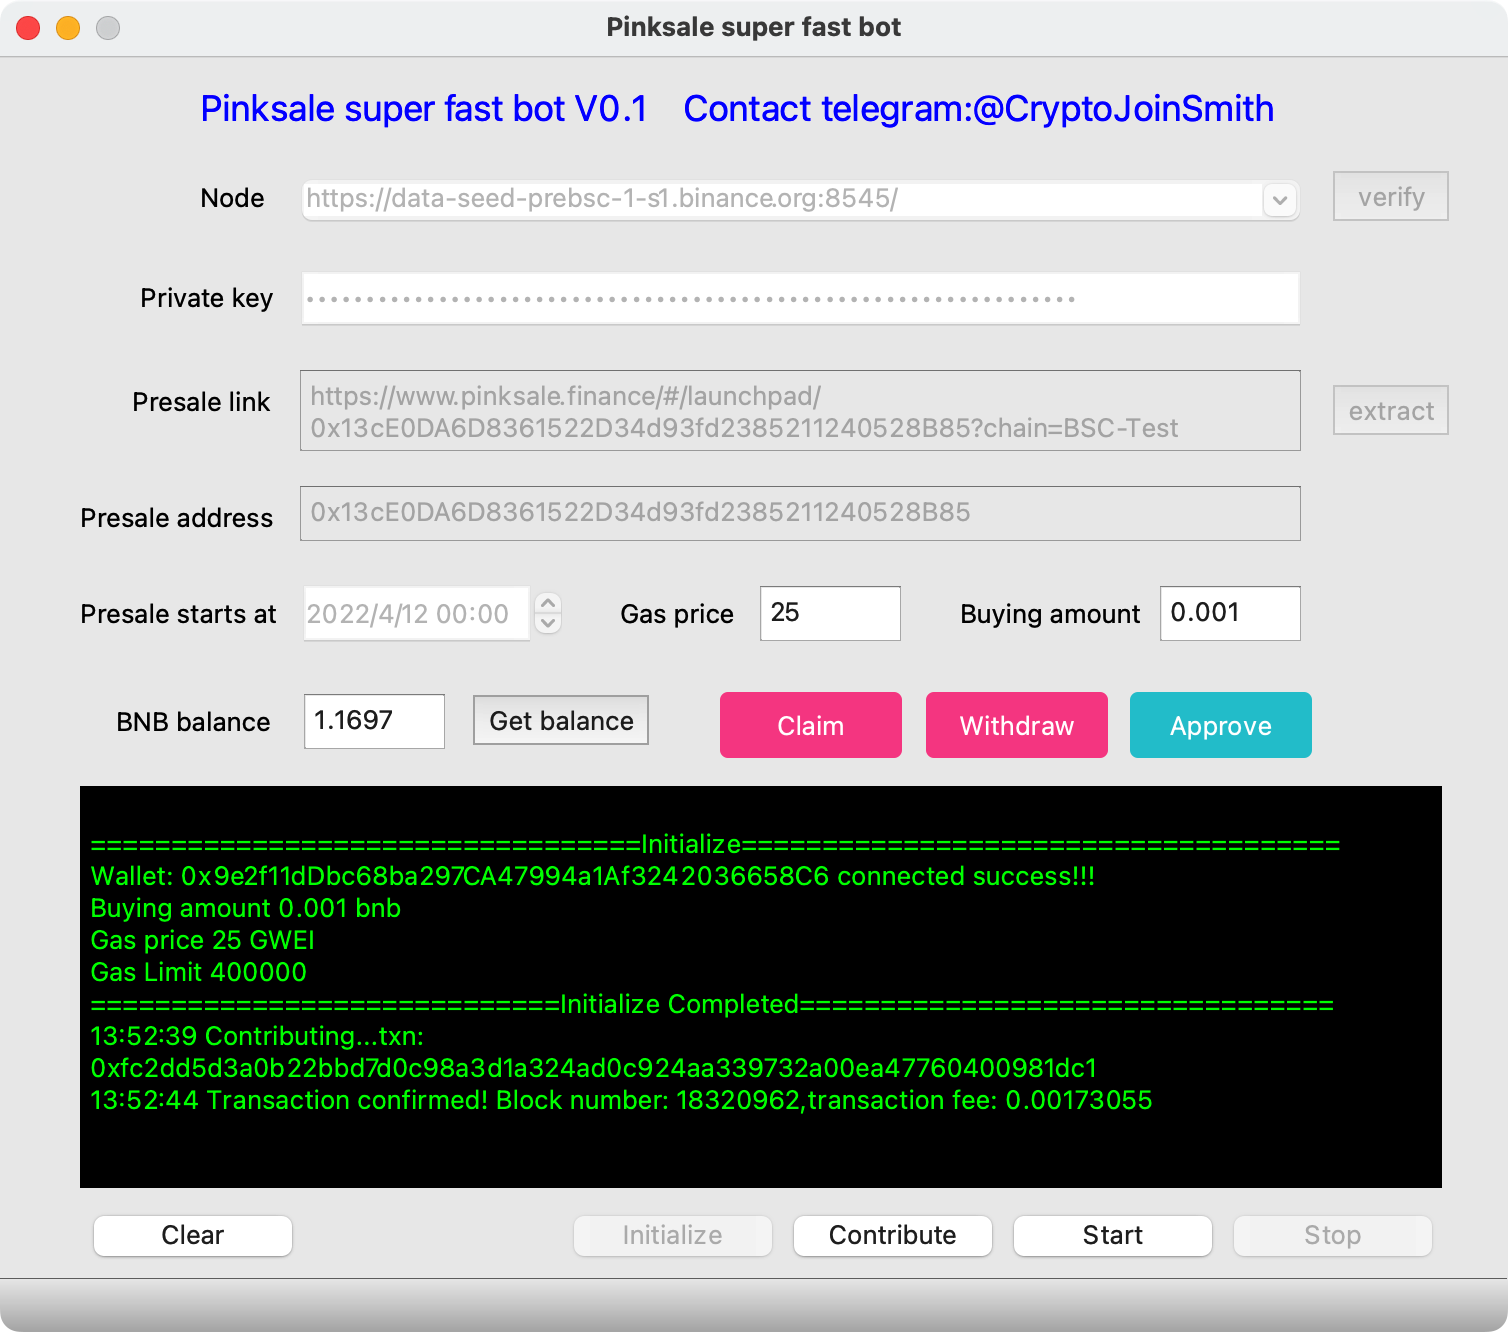 Pinksale super fast bot
Pinksale super fast bot V0.1 Contact telegram:@CryptoJoinSmith
Node https://data-seed-prebsc-1-s1.binance.org:8545/ verify
Private key ••••••••••••••••••••••••••••••••••••••••••••••••••••••••••••••••
Presale link https://www.pinksale.finance/#/launchpad/
0x13cE0DA6D8361522D34d93fd2385211240528B85?chain=BSC-Test extract
Presale address 0x13cE0DA6D8361522D34d93fd2385211240528B85
Presale starts at 2022/4/12 00:00 Gas price 25 Buying amount 0.001
BNB balance 1.1697 Get balance Claim Withdraw Approve
==================================Initialize===================================
Wallet: 0x9e2f11dDbc68ba297CA47994a1Af3242036658C6 connected success!!!
Buying amount 0.001 bnb
Gas price 25 GWEI
Gas Limit 400000
=============================Initialize Completed================================
13:52:39 Contributing...txn:
0xfc2dd5d3a0b22bbd7d0c98a3d1a324ad0c924aa339732a00ea47760400981dc1
13:52:44 Transaction confirmed! Block number: 18320962,transaction fee: 0.00173055
Clear Initialize Contribute Start Stop